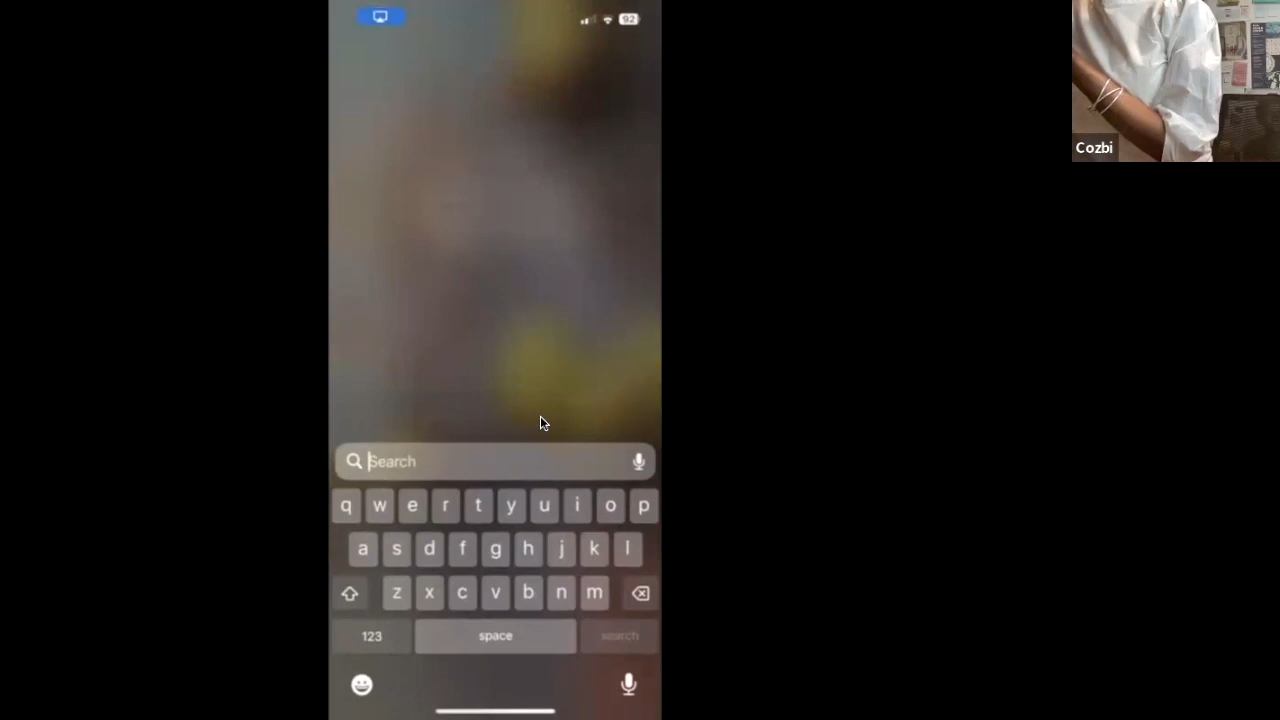 92
Cozbi
Search
q w e r t y u i o p
a s d f g h j k l
z x c v b n m
123 space search